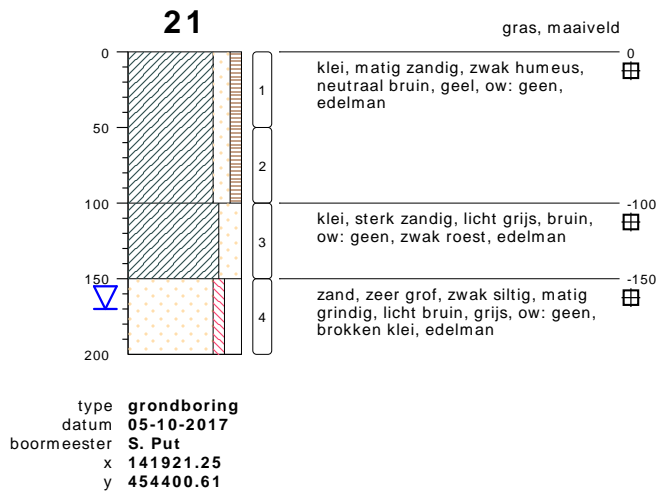 21
gras, maaiveld
0
0
klei, matig zandig, zwak humeus,
neutraal bruin, geel, ow: geen,
edelman
1
50
2
100
-100
klei, sterk zandig, licht grijs, bruin,
ow: geen, zwak roest, edelman
3
150
-150
zand, zeer grof, zwak siltig, matig
grindig, licht bruin, grijs, ow: geen,
brokken klei, edelman
4
200
type grondboring
datum 05-10-2017
boormeester S. Put
x 141921.25
y 454400.61